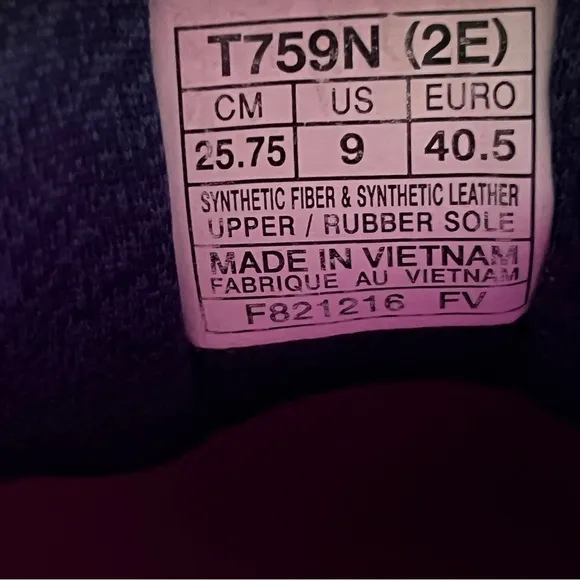 T759N (2E)
CM US EURO
25.75 9 40.5
SYNTHETIC FIBER & SYNTHETIC LEATHER
UPPER / RUBBER SOLE
MADE IN VIETNAM
FABRIQUE AU VIETNAM
F821216 FV